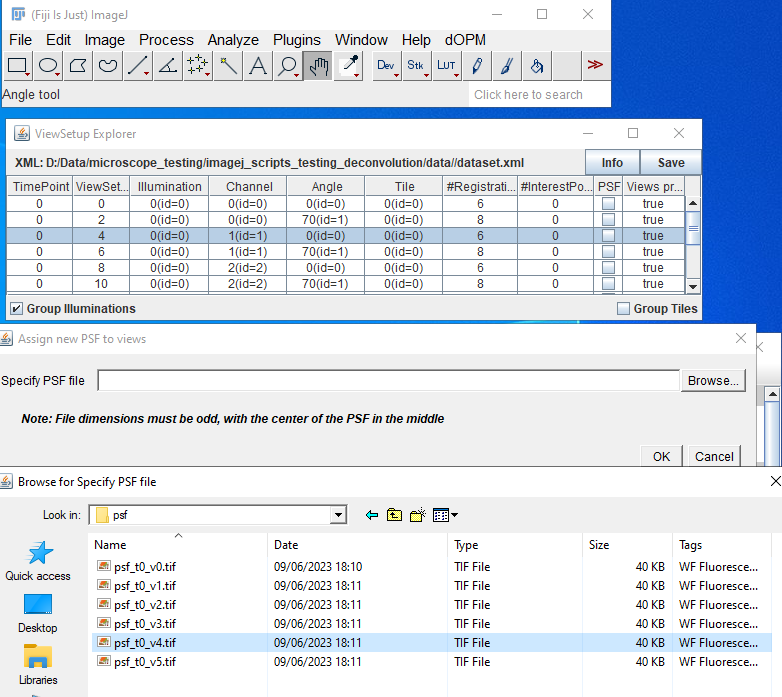 (Fiji Is Just) ImageJ
File Edit Image Process Analyze Plugins Window Help dOPM
Dev Stk LUT
Angle tool
Click here to search
ViewSetup Explorer
XML: D:/Data/microscope_testing/imagej_scripts_testing_deconvolution/data//dataset.xml Info Save
TimePoint ViewSet... Illumination Channel Angle Tile #Registrati... #InterestPo... PSF Views pr...
0 0 0(id=0) 0(id=0) 0(id=0) 0(id=0) 6 0 true
0 2 0(id=0) 0(id=0) 70(id=1) 0(id=0) 8 0 true
0 4 0(id=0) 1(id=1) 0(id=0) 0(id=0) 6 0 true
0 6 0(id=0) 1(id=1) 70(id=1) 0(id=0) 8 0 true
0 8 0(id=0) 2(id=2) 0(id=0) 0(id=0) 6 0 true
0 10 0(id=0) 2(id=2) 70(id=1) 0(id=0) 8 0 true
Group Illuminations Group Tiles
Assign new PSF to views
Specify PSF file Browse...
Note: File dimensions must be odd, with the center of the PSF in the middle
OK Cancel
Browse for Specify PSF file
Look in: psf
Name Date Type Size Tags
psf_t0_v0.tif 09/06/2023 18:10 TIF File 40 KB WF Fluoresce...
psf_t0_v1.tif 09/06/2023 18:11 TIF File 40 KB WF Fluoresce...
psf_t0_v2.tif 09/06/2023 18:11 TIF File 40 KB WF Fluoresce...
psf_t0_v3.tif 09/06/2023 18:11 TIF File 40 KB WF Fluoresce...
psf_t0_v4.tif 09/06/2023 18:11 TIF File 40 KB WF Fluoresce...
psf_t0_v5.tif 09/06/2023 18:11 TIF File 40 KB WF Fluoresce...
Quick access
Desktop
Libraries